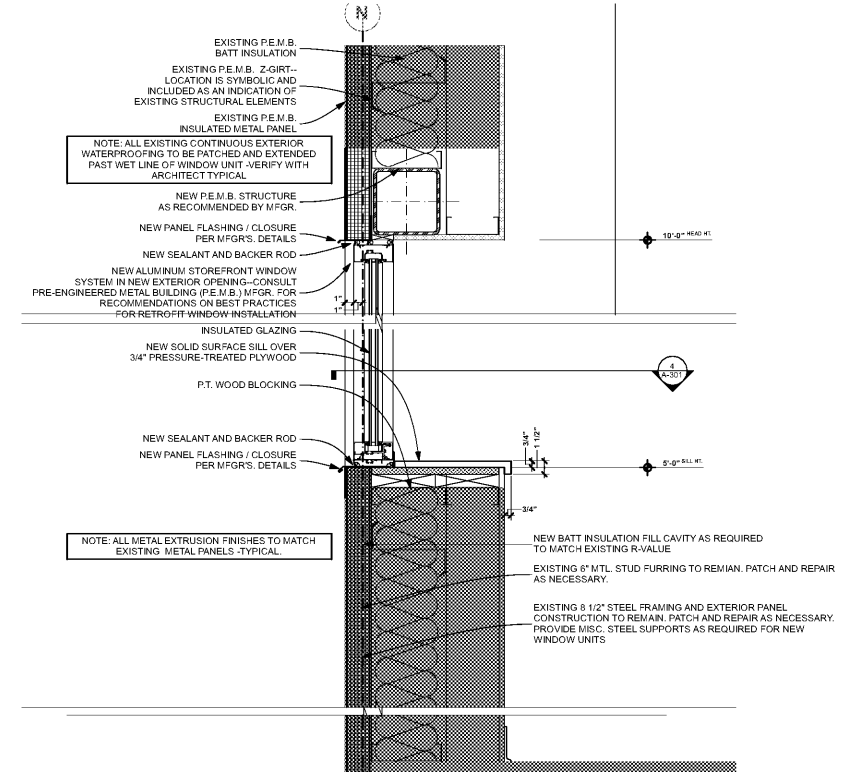 N
EXISTING P.E.M.B.
BATT INSULATION
EXISTING P.E.M.B. Z-GIRT--
LOCATION IS SYMBOLIC AND
INCLUDED AS AN INDICATION OF
EXISTING STRUCTURAL ELEMENTS
EXISTING P.E.M.B.
INSULATED METAL PANEL
NOTE: ALL EXISTING CONTINUOUS EXTERIOR
WATERPROOFING TO BE PATCHED AND EXTENDED
PAST WET LINE OF WINDOW UNIT -VERIFY WITH
ARCHITECT TYPICAL
NEW P.E.M.B. STRUCTURE
AS RECOMMENDED BY MFGR.
NEW PANEL FLASHING / CLOSURE
PER MFGR'S. DETAILS
10'-0" HEAD HT.
NEW SEALANT AND BACKER ROD
NEW ALUMINUM STOREFRONT WINDOW
SYSTEM IN NEW EXTERIOR OPENING--CONSULT
PRE-ENGINEERED METAL BUILDING (P.E.M.B.) MFGR. FOR
RECOMMENDATIONS ON BEST PRACTICES
FOR RETROFIT WINDOW INSTALLATION
1"
1"
INSULATED GLAZING
NEW SOLID SURFACE SILL OVER
3/4" PRESSURE-TREATED PLYWOOD
4
A-301
P.T. WOOD BLOCKING
NEW SEALANT AND BACKER ROD
3/4"
1 1/2"
NEW PANEL FLASHING / CLOSURE
PER MFGR'S. DETAILS
5'-0" SILL HT.
3/4"
NOTE: ALL METAL EXTRUSION FINISHES TO MATCH
EXISTING METAL PANELS -TYPICAL.
NEW BATT INSULATION FILL CAVITY AS REQUIRED
TO MATCH EXISTING R-VALUE
EXISTING 6" MTL. STUD FURRING TO REMIAN. PATCH AND REPAIR
AS NECESSARY.
EXISTING 8 1/2" STEEL FRAMING AND EXTERIOR PANEL
CONSTRUCTION TO REMAIN. PATCH AND REPAIR AS NECESSARY.
PROVIDE MISC. STEEL SUPPORTS AS REQUIRED FOR NEW
WINDOW UNITS